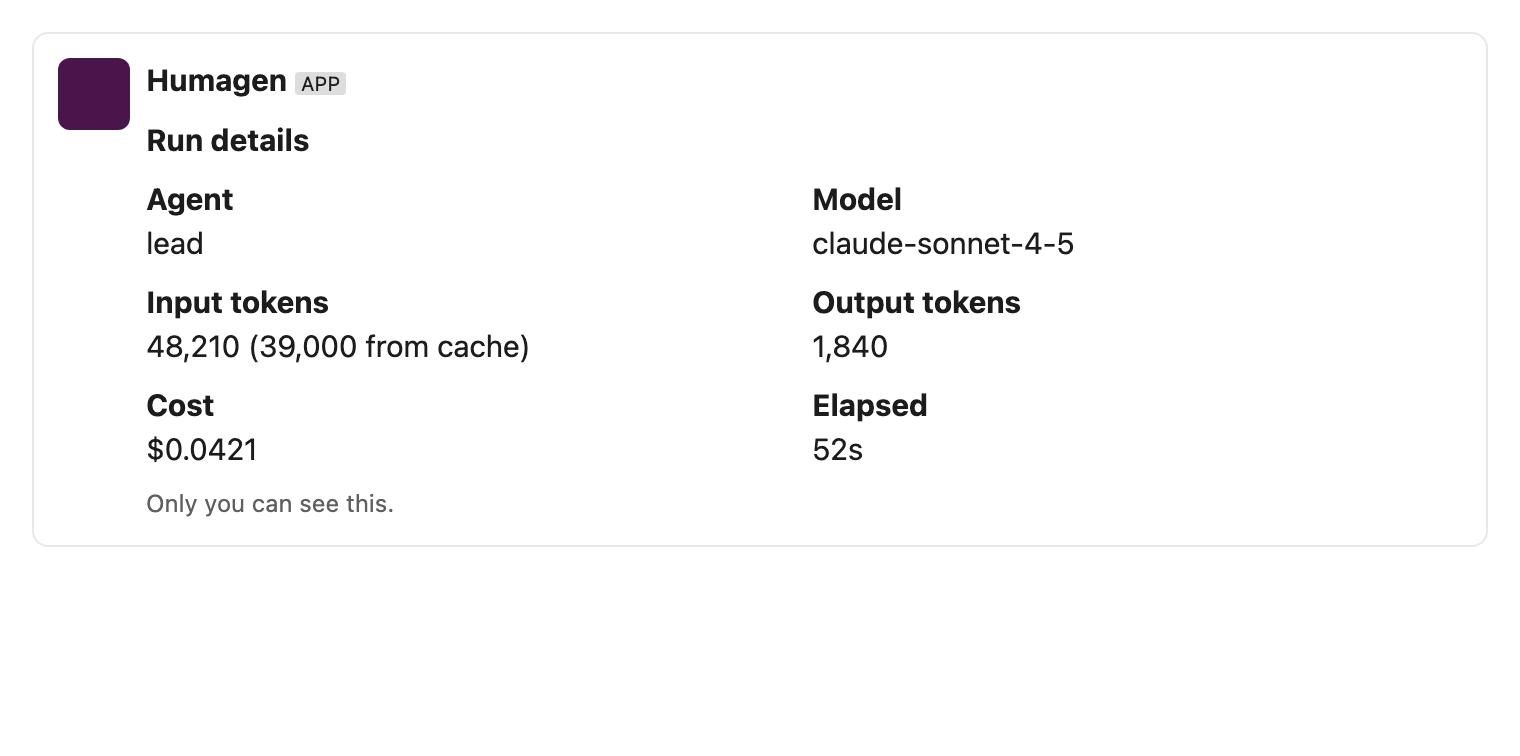 Humagen APP
Run details
Agent
lead
Model
claude-sonnet-4-5
Input tokens
48,210 (39,000 from cache)
Output tokens
1,840
Cost
$0.0421
Elapsed
52s
Only you can see this.